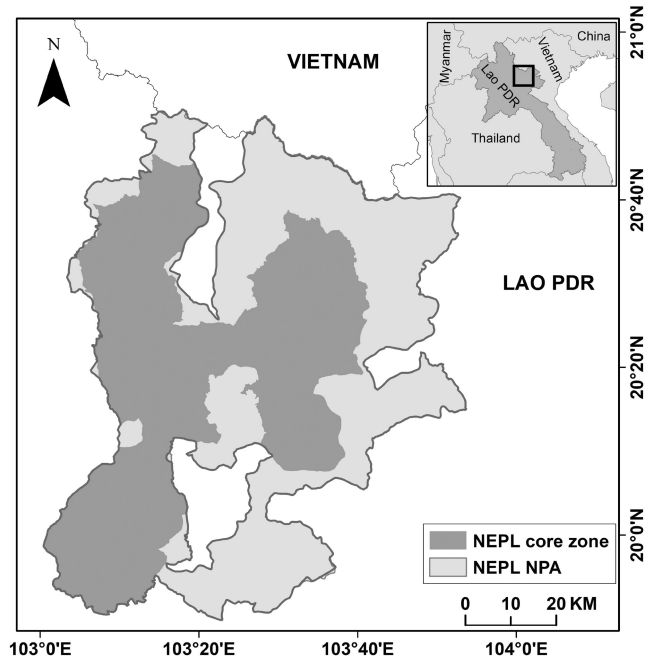 N
VIETNAM
LAO PDR
China
Myanmar
Vietnam
Lao PDR
Thailand
21°0'N
20°40'N
20°20'N
20°0'N
NEPL core zone
NEPL NPA
0 10 20 KM
103°0'E 103°20'E 103°40'E 104°0'E